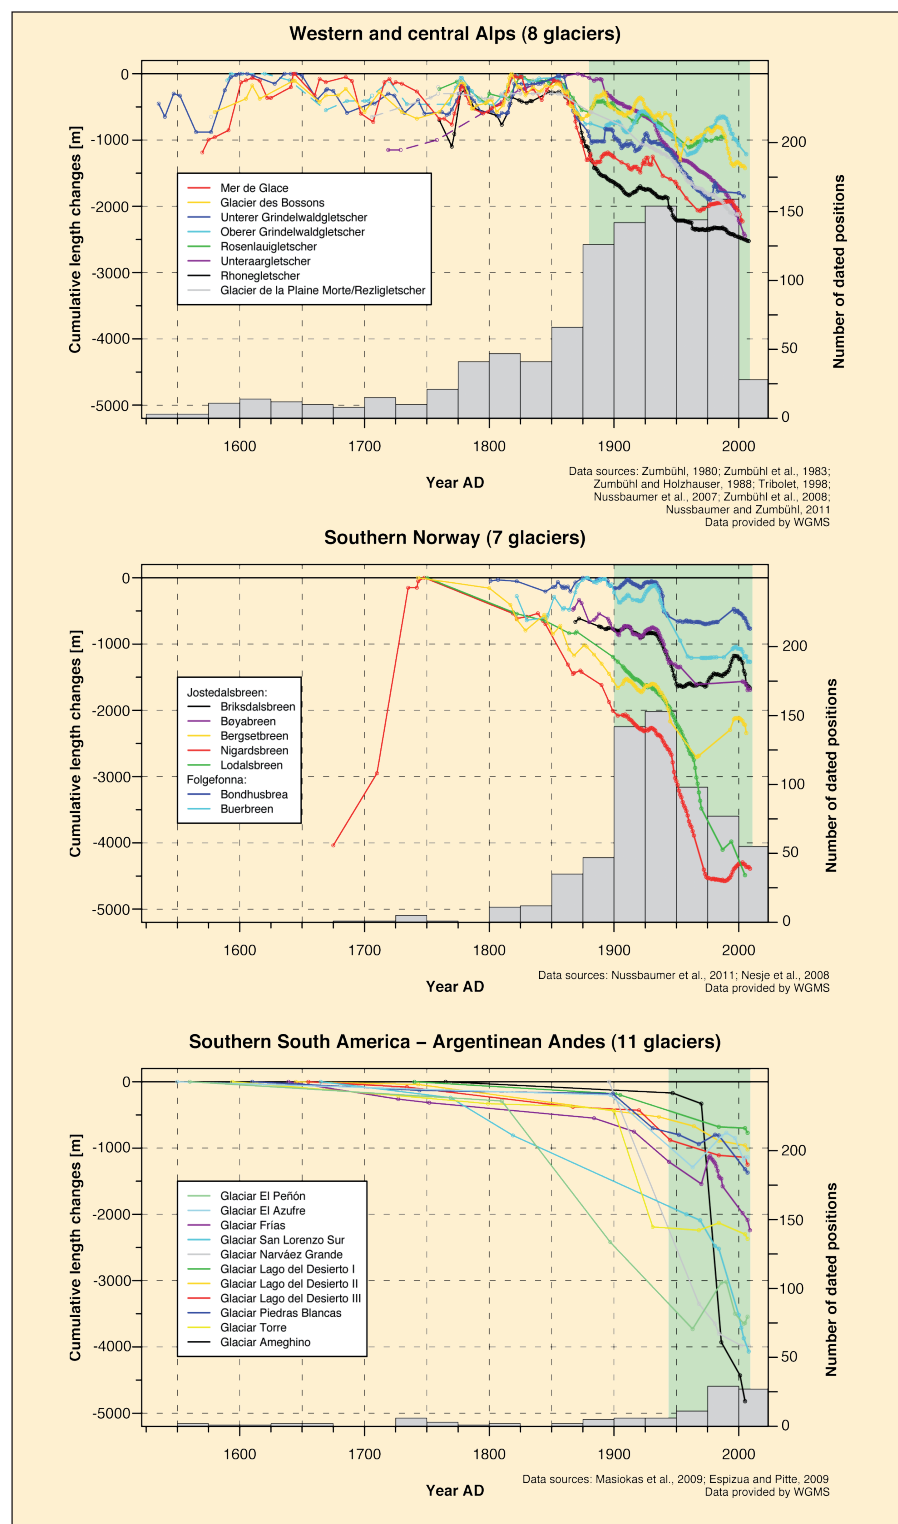 Western and central Alps (8 glaciers)
Cumulative length changes [m]
0
-1000
-2000
-3000
-4000
-5000
Mer de Glace
Glacier des Bossons
Unterer Grindelwaldgletscher
Oberer Grindelwaldgletscher
Rosenlauigletscher
Unteraargletscher
Rhonegletscher
Glacier de la Plaine Morte/Rezligletscher
200
150
100
50
0
Number of dated positions
1600 1700 1800 1900 2000
Year AD
Data sources: Zumbühl, 1980; Zumbühl et al., 1983;
Zumbühl and Holzhauser, 1988; Tribolet, 1998;
Nussbaumer et al., 2007; Zumbühl et al., 2008;
Nussbaumer and Zumbühl, 2011
Data provided by WGMS
Southern Norway (7 glaciers)
Cumulative length changes [m]
0
-1000
-2000
-3000
-4000
-5000
Jostedalsbreen:
Briksdalsbreen
Bøyabreen
Bergsetbreen
Nigardsbreen
Lodalsbreen
Folgefonna:
Bondhusbrea
Buerbreen
200
150
100
50
0
Number of dated positions
1600 1700 1800 1900 2000
Year AD
Data sources: Nussbaumer et al., 2011; Nesje et al., 2008
Data provided by WGMS
Southern South America – Argentinean Andes (11 glaciers)
Cumulative length changes [m]
0
-1000
-2000
-3000
-4000
-5000
Glaciar El Peñón
Glaciar El Azufre
Glaciar Frías
Glaciar San Lorenzo Sur
Glaciar Narváez Grande
Glaciar Lago del Desierto I
Glaciar Lago del Desierto II
Glaciar Lago del Desierto III
Glaciar Piedras Blancas
Glaciar Torre
Glaciar Ameghino
200
150
100
50
0
Number of dated positions
1600 1700 1800 1900 2000
Year AD
Data sources: Masiokas et al., 2009; Espizua and Pitte, 2009
Data provided by WGMS